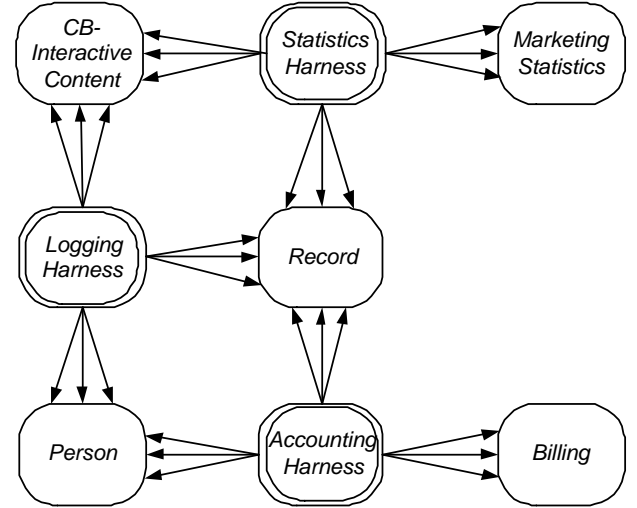 CB-
Interactive
Content
Statistics
Harness
Marketing
Statistics
Logging
Harness
Record
Person
Accounting
Harness
Billing